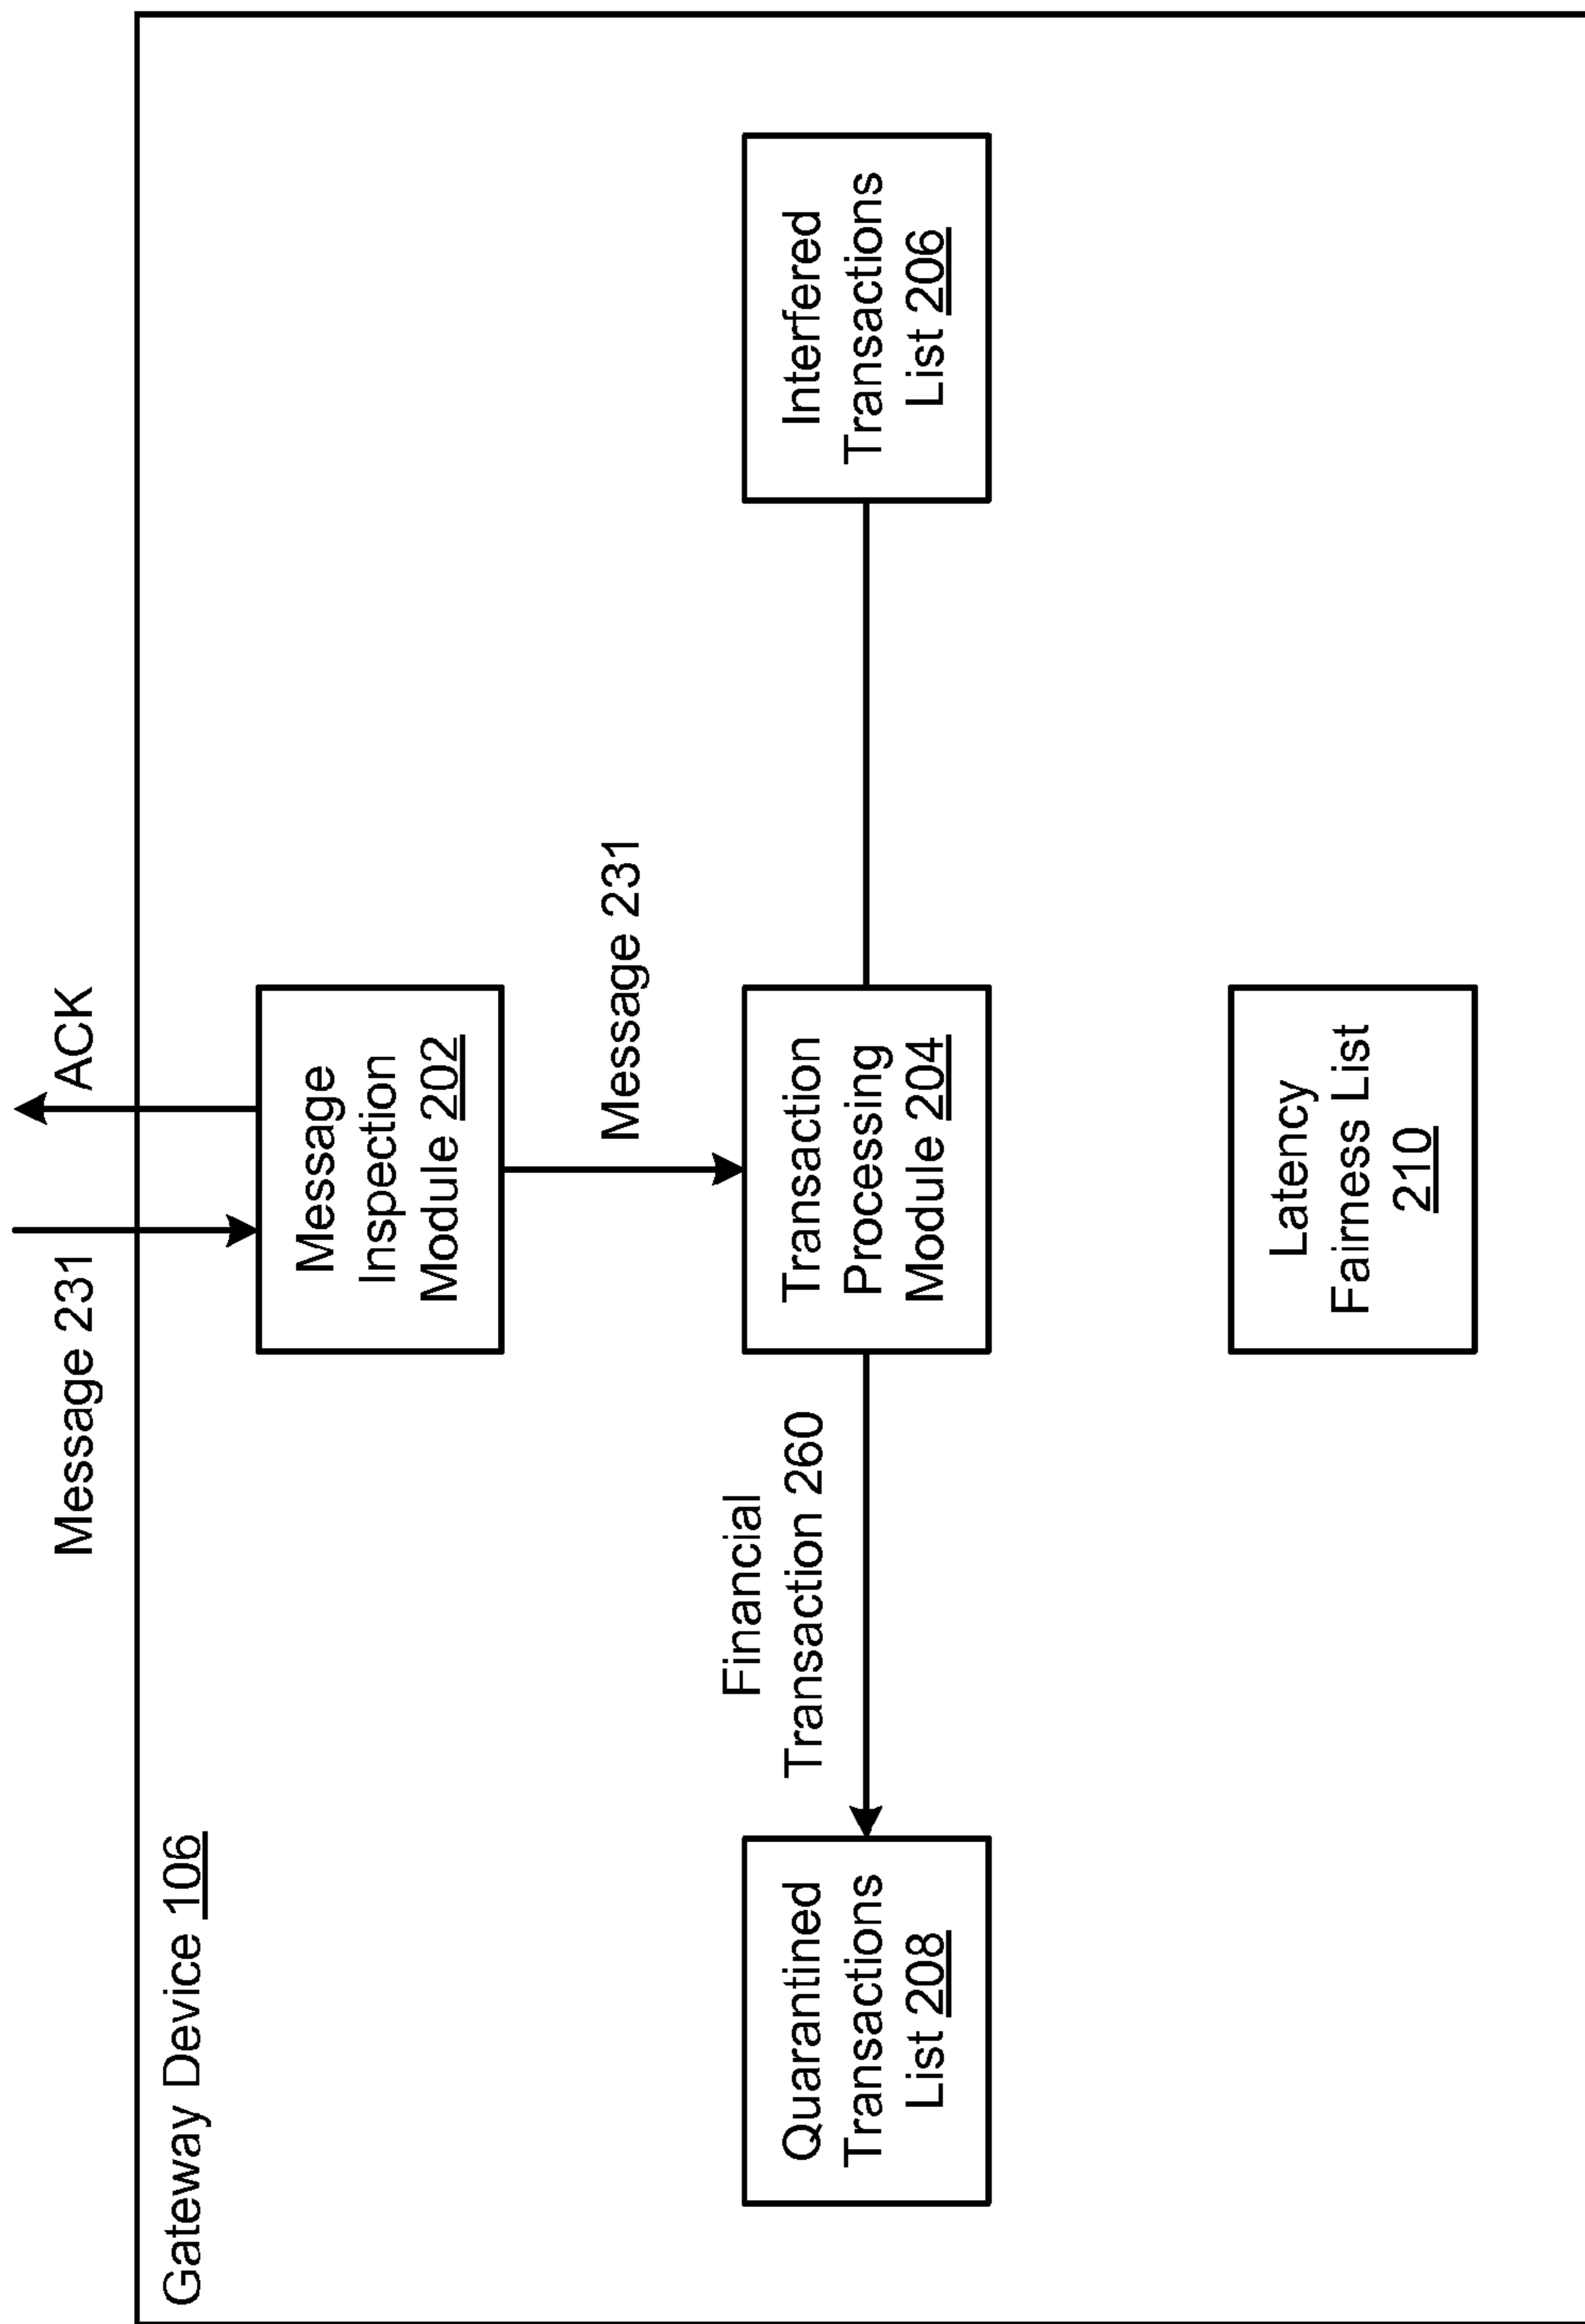 Message 231
ACK
Gateway Device 106
Message
Inspection
Module 202
Message 231
Financial
Transaction 260
Quarantined
Transactions
List 208
Transaction
Processing
Module 204
Interfered
Transactions
List 206
Latency
Fairness List
210